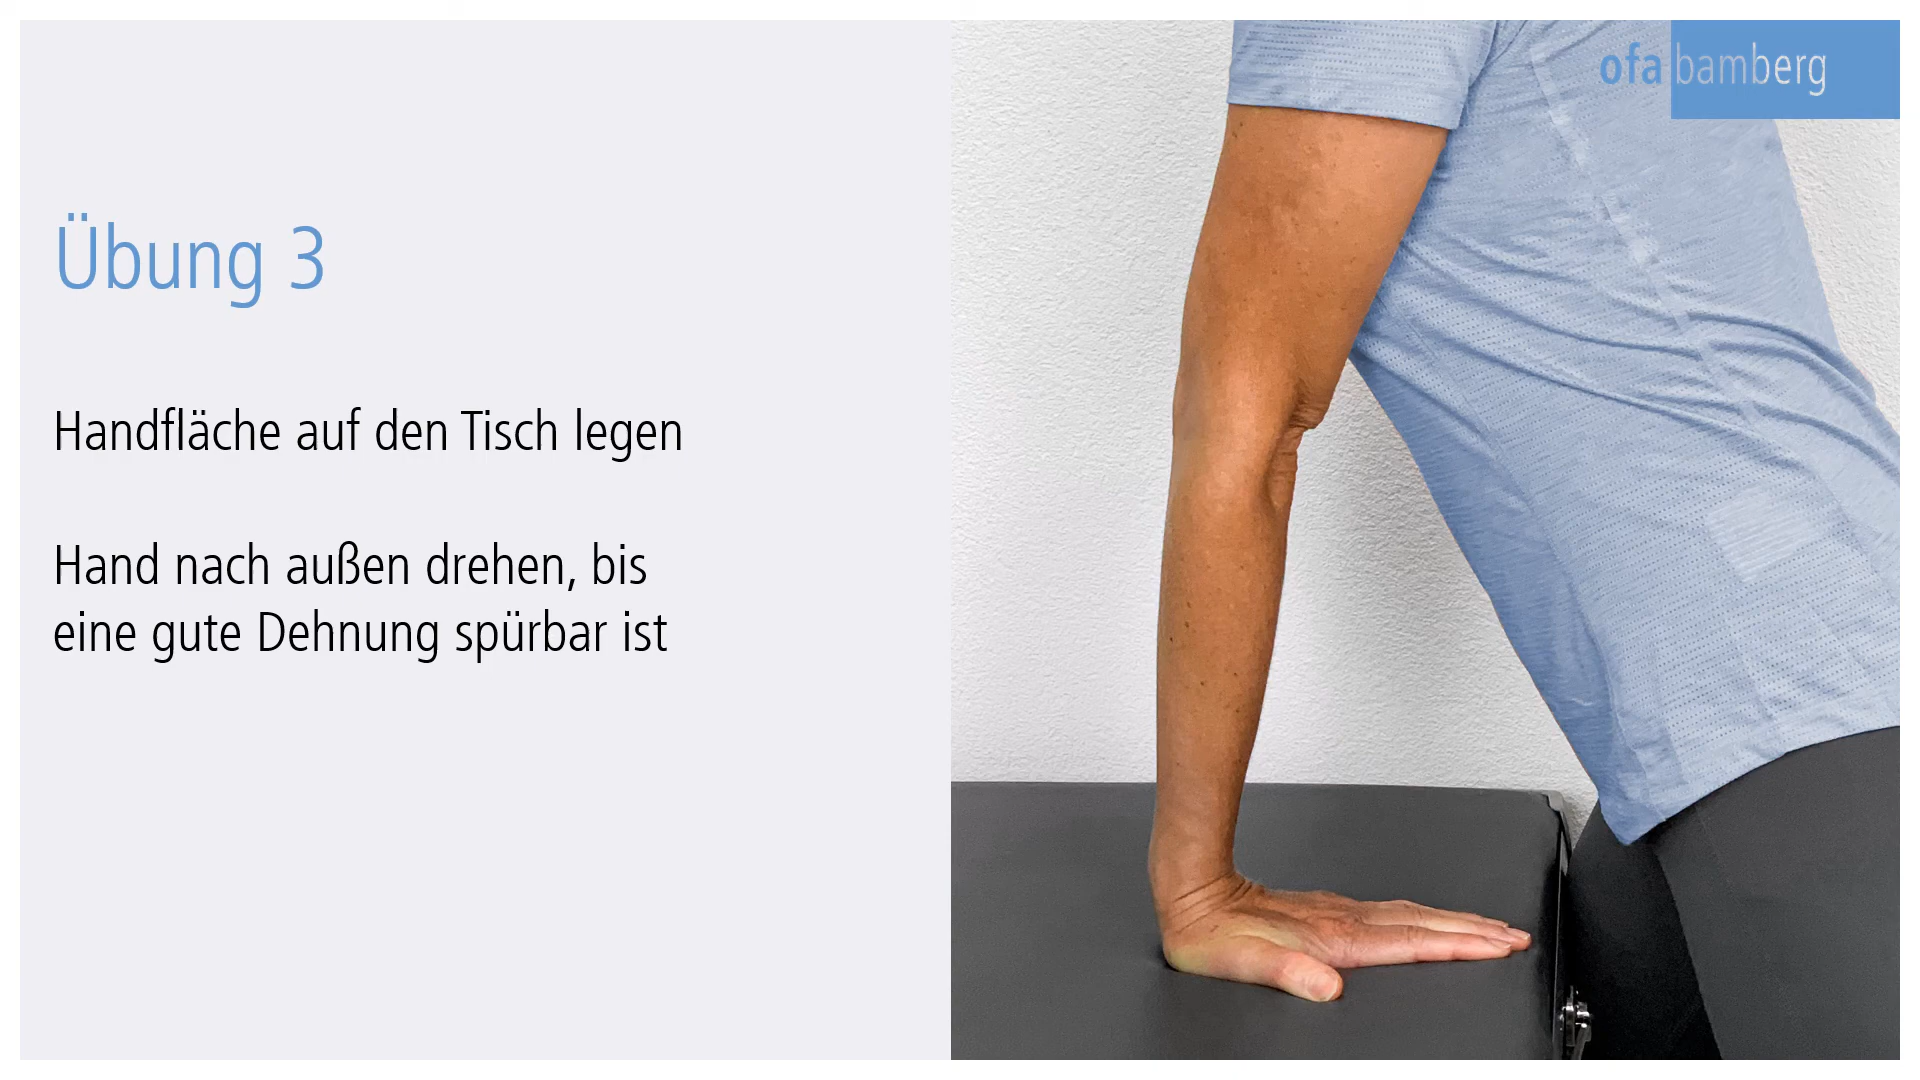 ofa bamberg
Übung 3
Handfläche auf den Tisch legen
Hand nach außen drehen, bis
eine gute Dehnung spürbar ist